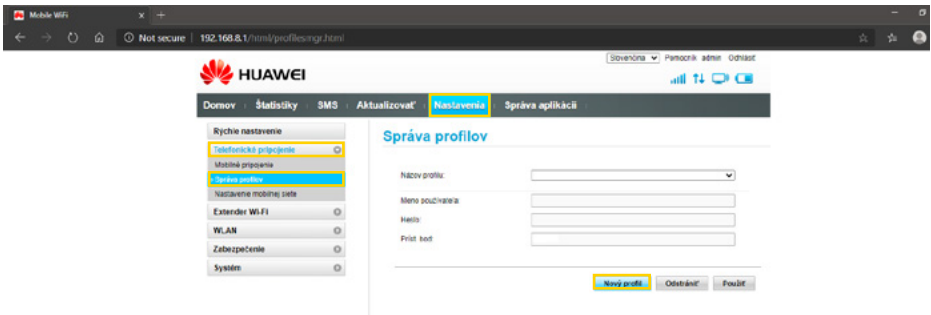 Mobile WiFi
Not secure | 192.168.8.1/html/profilesmgr.html
Slovenčina Pomocník admin Odhlásiť
HUAWEI
Domov Štatistiky SMS Aktualizovať Nastavenia Správa aplikácií
Rýchle nastavenie
Telefonické pripojenie
Mobilné pripojenie
Správa profilov
Nastavenie mobilnej siete
Extender Wi-Fi
WLAN
Zabezpečenie
Systém
Správa profilov
Názov profilu:
Meno používateľa:
Heslo:
Príst. bod:
Nový profil Odstrániť Použiť